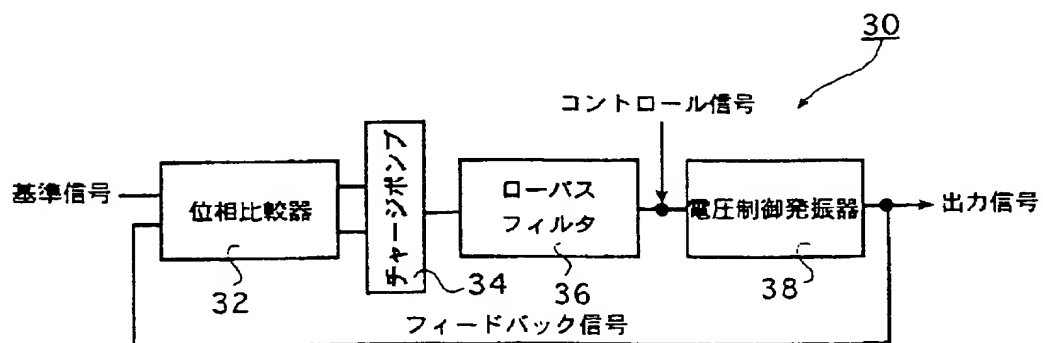 30
コントロール信号
基準信号
位相比較器
チャージポンプ
ローパス
フィルタ
電圧制御発振器
出力信号
32
34
36
38
フィードバック信号